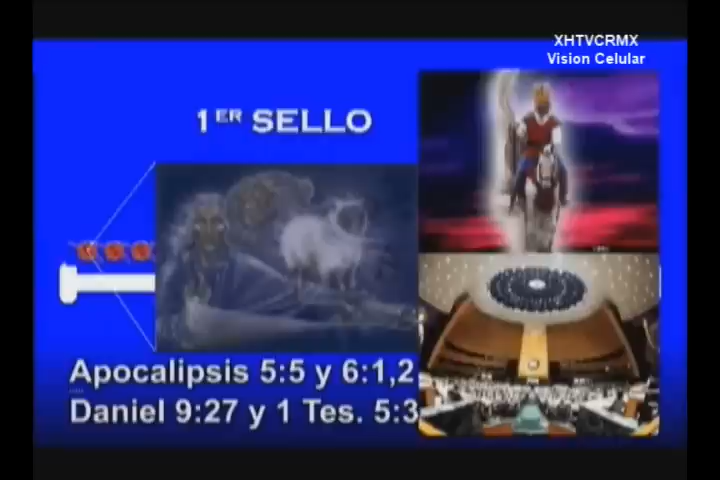 XHTVCRMX
Vision Celular
1ER SELLO
Apocalipsis 5:5 y 6:1,2
Daniel 9:27 y 1 Tes. 5:3